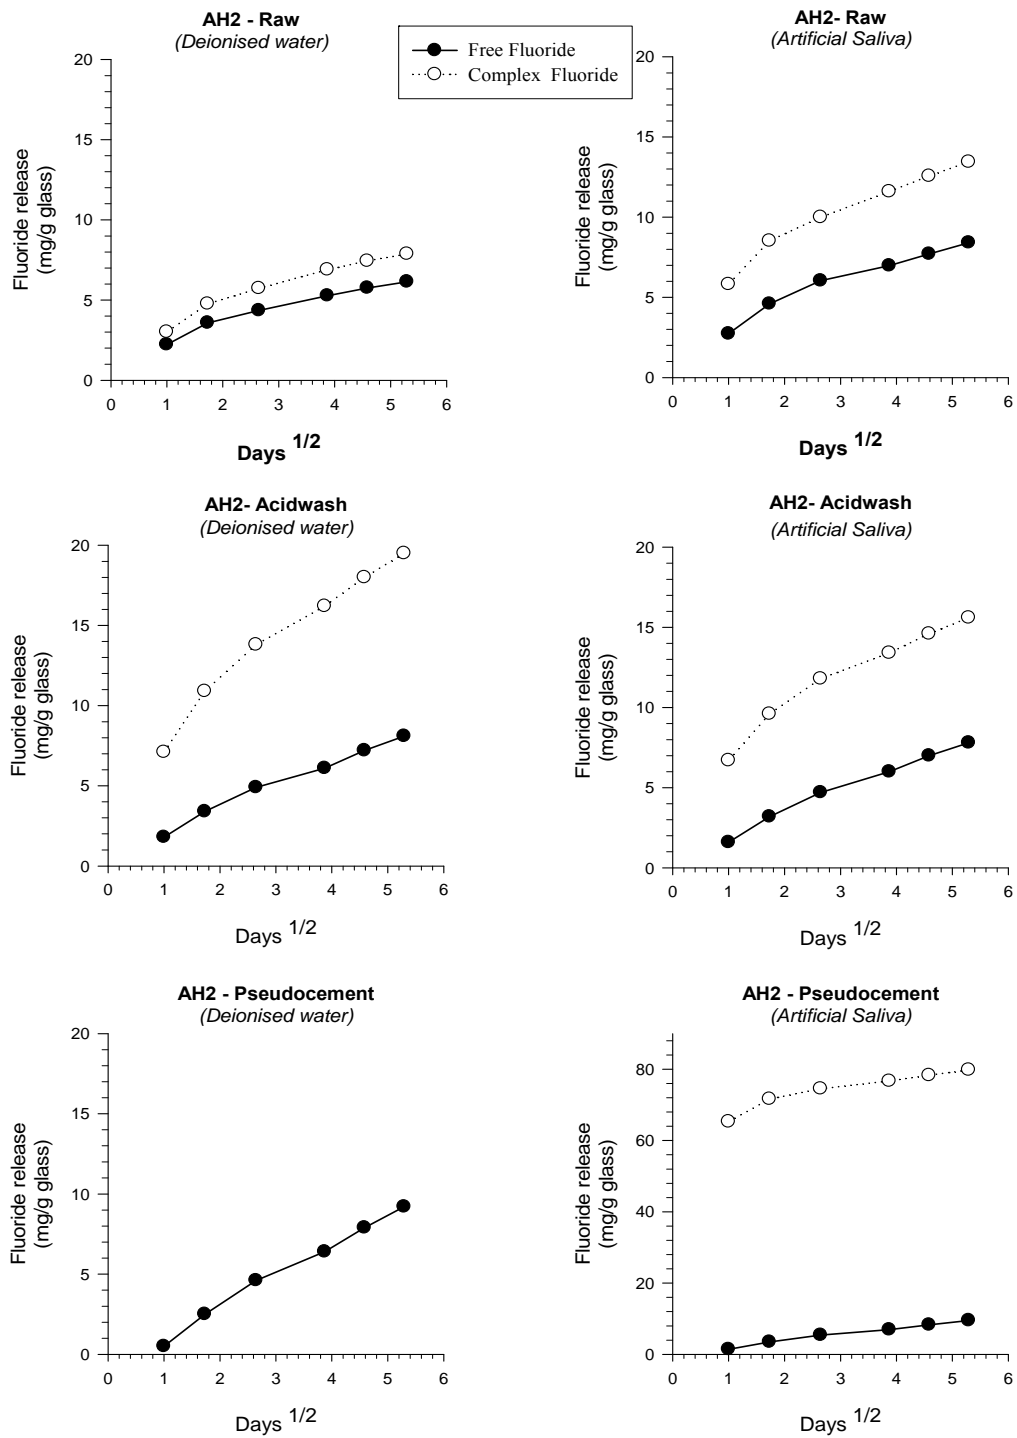 AH2 - Raw
(Deionised water)
Free Fluoride
Complex Fluoride
AH2- Raw
(Artificial Saliva)
20
15
10
5
0
Fluoride release
(mg/g glass)
0 1 2 3 4 5 6
Days 1/2
20
15
10
5
0
Fluoride release
(mg/g glass)
0 1 2 3 4 5 6
Days 1/2
AH2- Acidwash
(Deionised water)
20
15
10
5
0
Fluoride release
(mg/g glass)
0 1 2 3 4 5 6
Days 1/2
AH2- Acidwash
(Artificial Saliva)
20
15
10
5
0
Fluoride release
(mg/g glass)
0 1 2 3 4 5 6
Days 1/2
AH2 - Pseudocement
(Deionised water)
20
15
10
5
0
Fluoride release
(mg/g glass)
0 1 2 3 4 5 6
Days 1/2
AH2 - Pseudocement
(Artificial Saliva)
80
60
40
20
0
Fluoride release
(mg/g glass)
0 1 2 3 4 5 6
Days 1/2